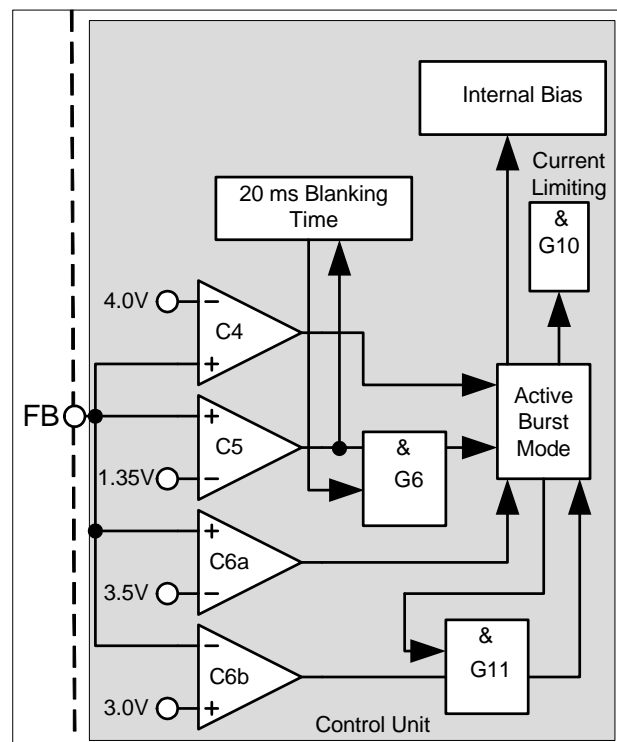 Internal Bias
Current
Limiting
20 ms Blanking
Time
&
G10
4.0V
−
C4
+
FB
+
C5
−
1.35V
&
G6
Active
Burst
Mode
+
C6a
−
3.5V
−
C6b
+
3.0V
&
G11
Control Unit